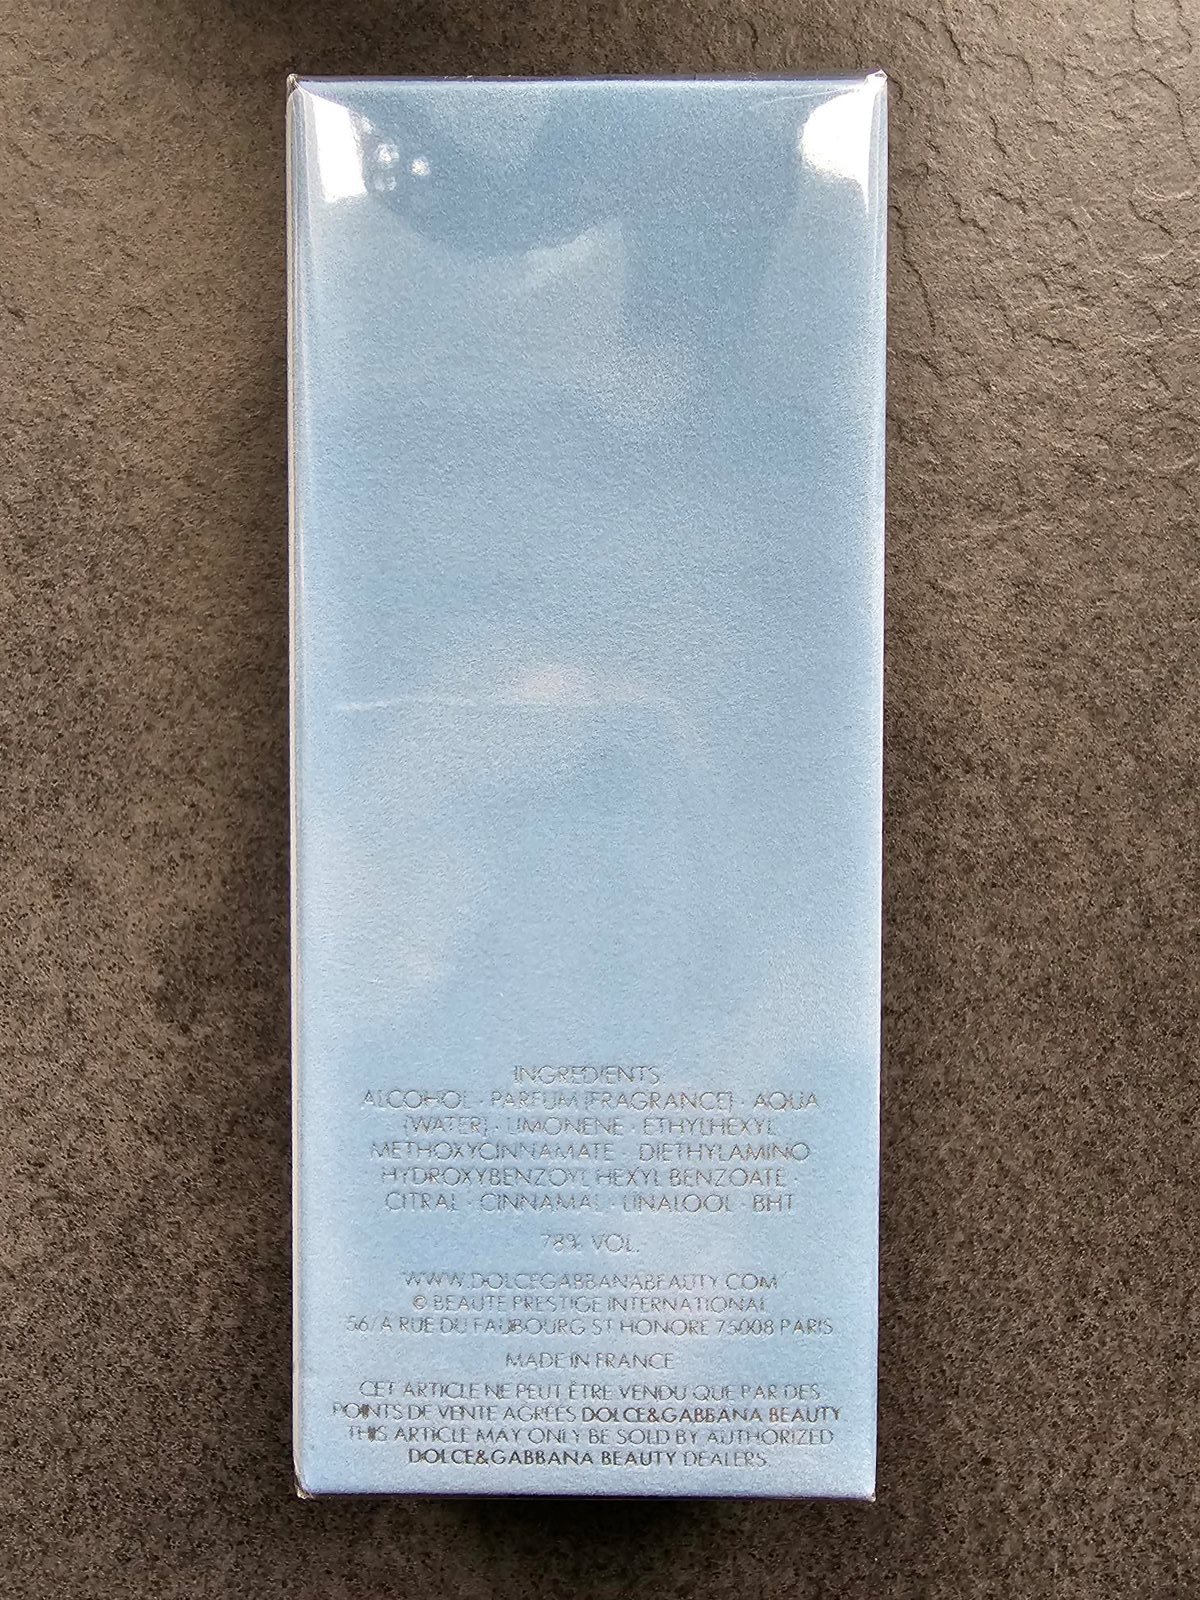 INGREDIENTS:
ALCOHOL · PARFUM [FRAGRANCE] · AQUA
[WATER] · LIMONENE · ETHYLHEXYL
METHOXYCINNAMATE · DIETHYLAMINO
HYDROXYBENZOYL HEXYL BENZOATE ·
CITRAL · CINNAMAL · LINALOOL · BHT
78% VOL.
WWW.DOLCEGABBANABEAUTY.COM
© BEAUTE PRESTIGE INTERNATIONAL
56/A RUE DU FAUBOURG ST HONORE 75008 PARIS
MADE IN FRANCE
CET ARTICLE NE PEUT ÊTRE VENDU QUE PAR DES
POINTS DE VENTE AGRÉÉS DOLCE&GABBANA BEAUTY.
THIS ARTICLE MAY ONLY BE SOLD BY AUTHORIZED
DOLCE&GABBANA BEAUTY DEALERS.